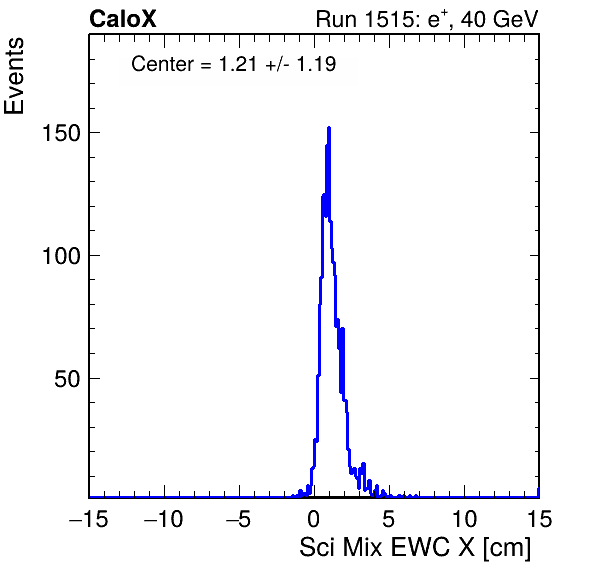 CaloX
Run 1515: e⁺, 40 GeV
Center = 1.21 +/- 1.19
Events
150
100
50
−15 −10 −5 0 5 10 15
Sci Mix EWC X [cm]